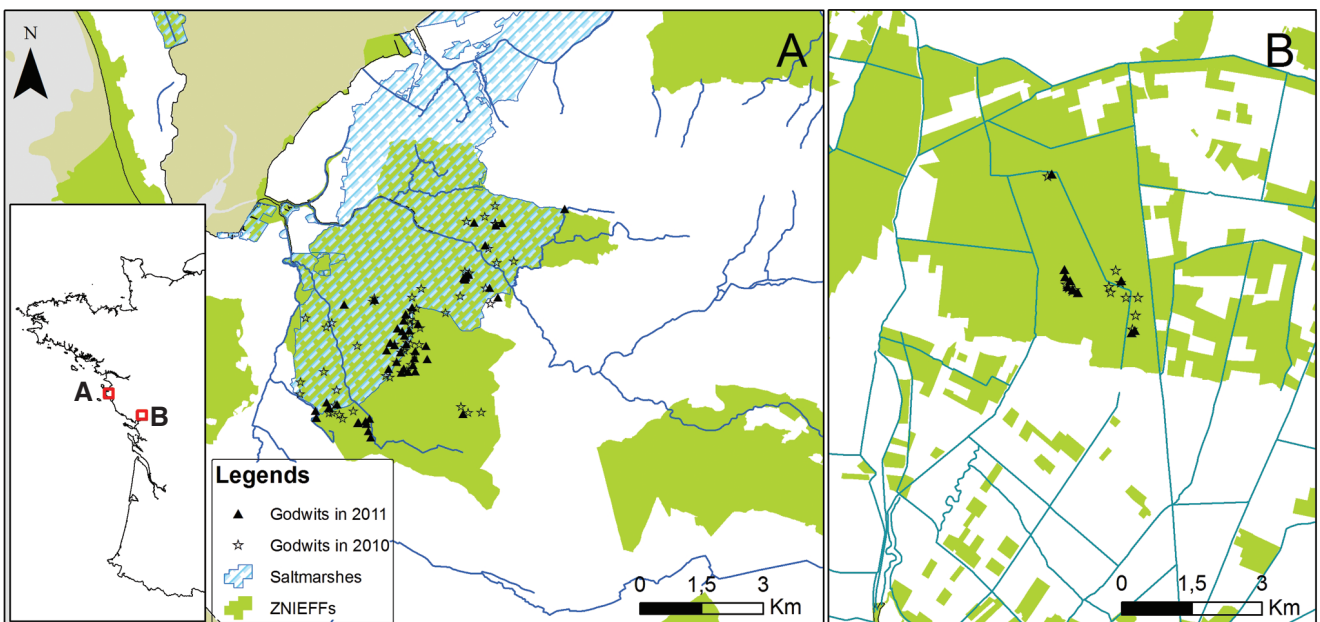 N
A
B
A
B
Legends
Godwits in 2011
Godwits in 2010
Saltmarshes
ZNIEFFs
0 1,5 3
Km
0 1,5 3
Km